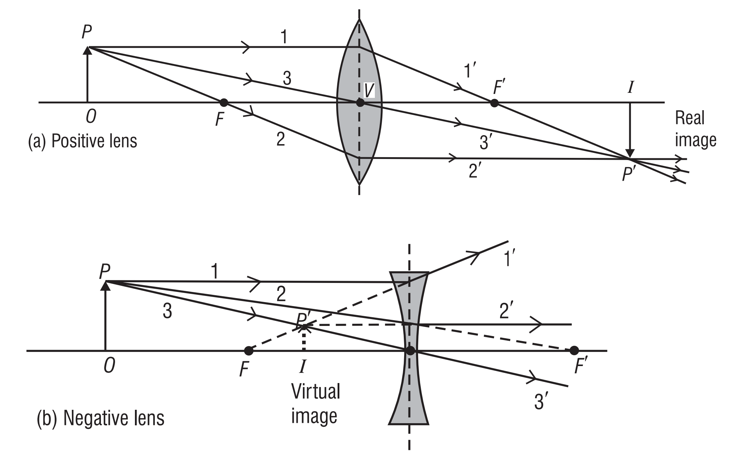 P
1
1′
3
V
F′
I
O
F
Real
image
(a) Positive lens
2
3′
2′
P′
P
1
1′
2
3
P′
2′
O
F
I
F′
Virtual
image
3′
(b) Negative lens